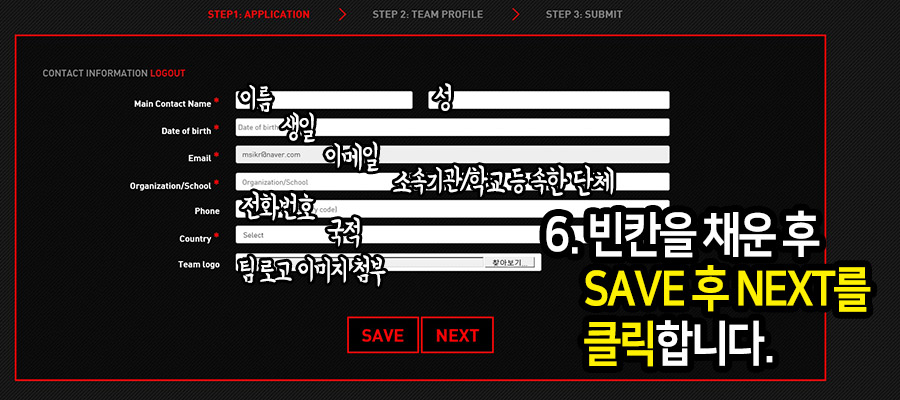 STEP1: APPLICATION > STEP 2: TEAM PROFILE > STEP 3: SUBMIT
CONTACT INFORMATION LOGOUT
Main Contact Name * 이름 성
Date of birth * Date of birth 생일
Email msikr@naver.com 이메일
Organization/School * Organization/School 소속기관/학교 등 속한 단체
Phone 전화번호 code)
Country * Select 국적
Team logo 팀 로고 이미지 첨부 찾아보기...
SAVE NEXT
6. 빈칸을 채운 후
SAVE 후 NEXT를
클릭합니다.